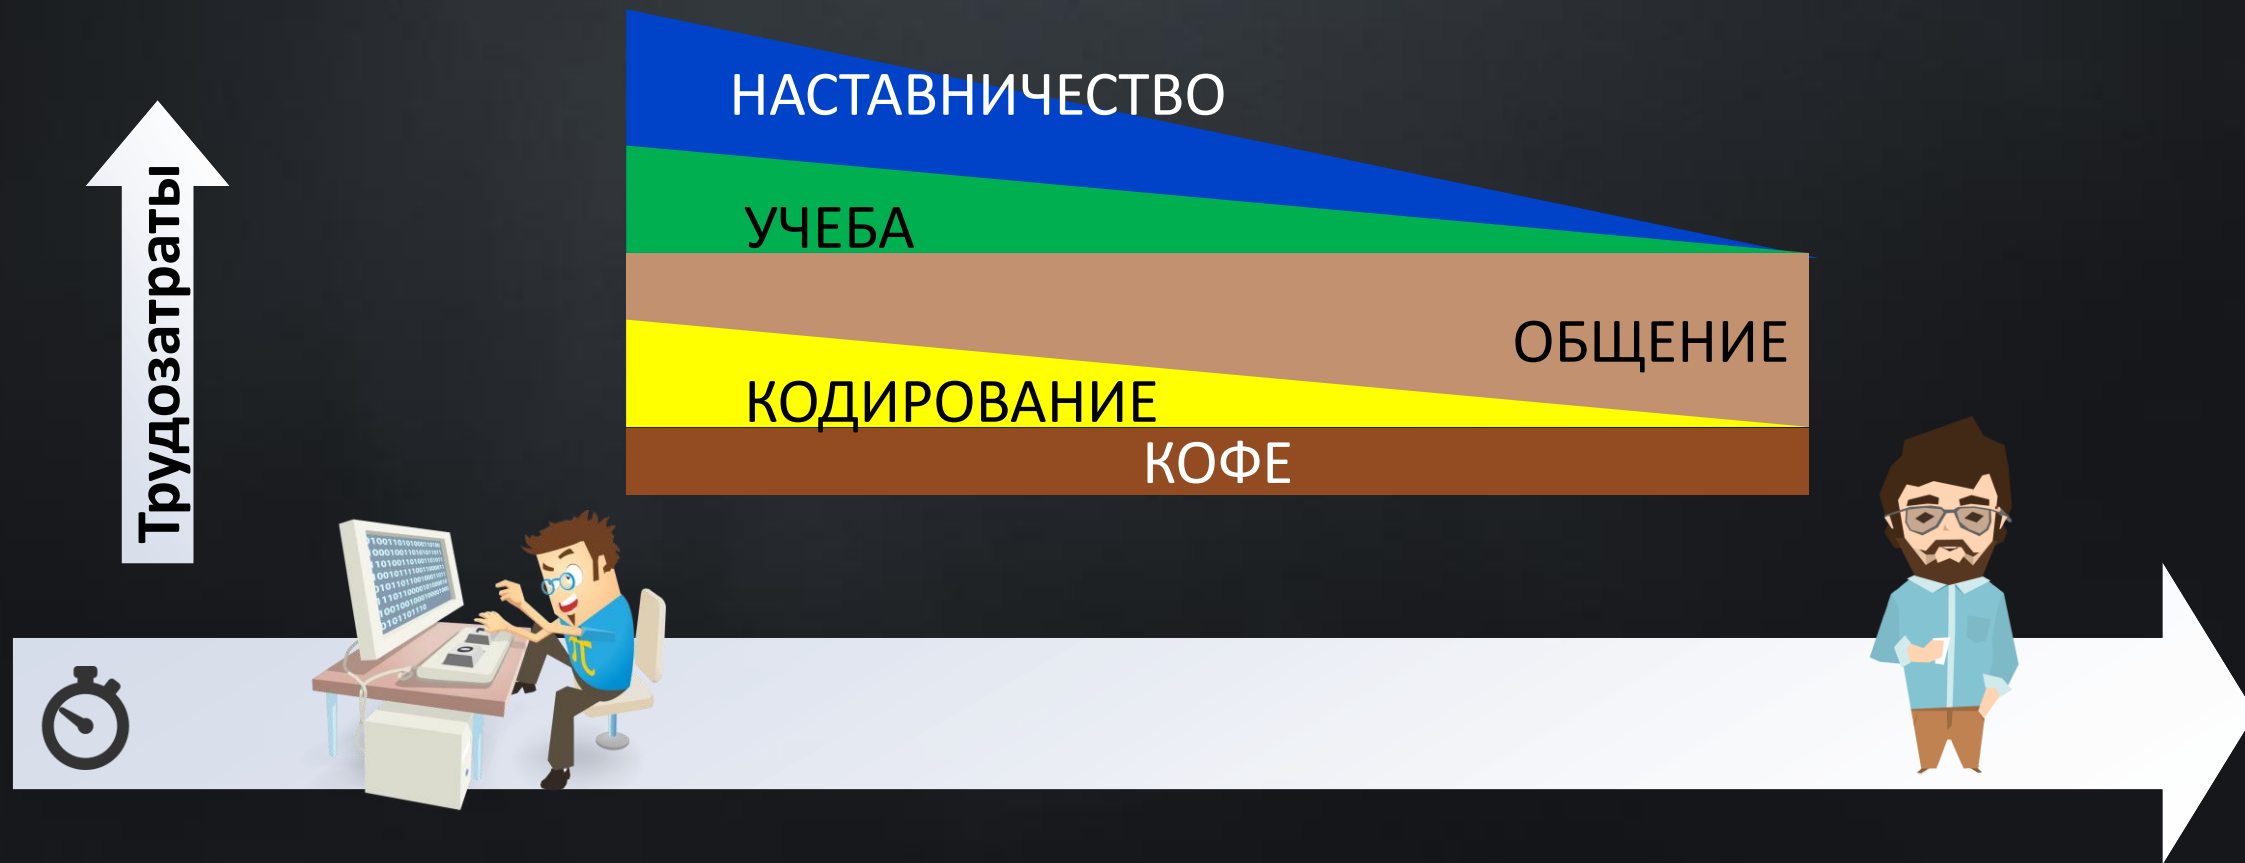 НАСТАВНИЧЕСТВО
Трудозатраты
УЧЕБА
ОБЩЕНИЕ
КОДИРОВАНИЕ
КОФЕ